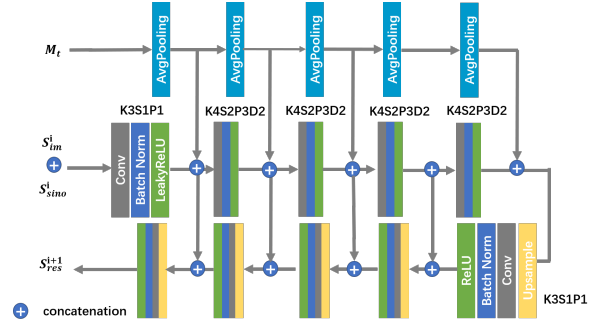 M_t
AvgPooling
AvgPooling
AvgPooling
AvgPooling
AvgPooling
K3S1P1
K4S2P3D2
K4S2P3D2
K4S2P3D2
K4S2P3D2
S^i_im
S^i_sino
Conv
Batch Norm
LeakyReLU
S^{i+1}_res
ReLU
Batch Norm
Conv
Upsample
K3S1P1
concatenation